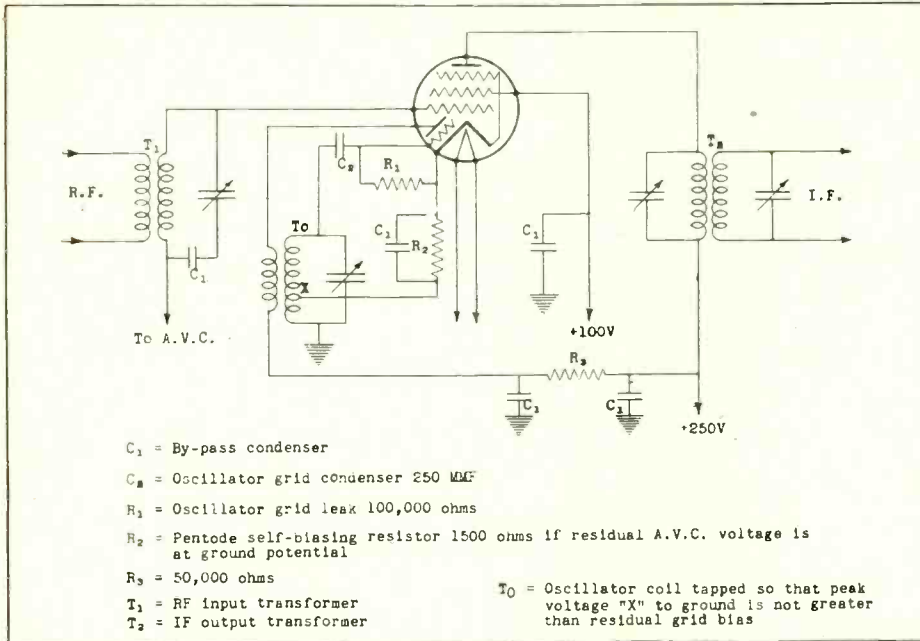 T₁
R.F.
C₁
To A.V.C.
C₂
R₁
To
C₁
R₂
X
C₁
+100V
R₃
C₁
C₁
T₂
I.F.
+250V
C₁ = By-pass condenser
C₂ = Oscillator grid condenser 250 MMF
R₁ = Oscillator grid leak 100,000 ohms
R₂ = Pentode self-biasing resistor 1500 ohms if residual A.V.C. voltage is
at ground potential
R₃ = 50,000 ohms
T₁ = RF input transformer
T₂ = IF output transformer
T₀ = Oscillator coil tapped so that peak
voltage "X" to ground is not greater
than residual grid bias